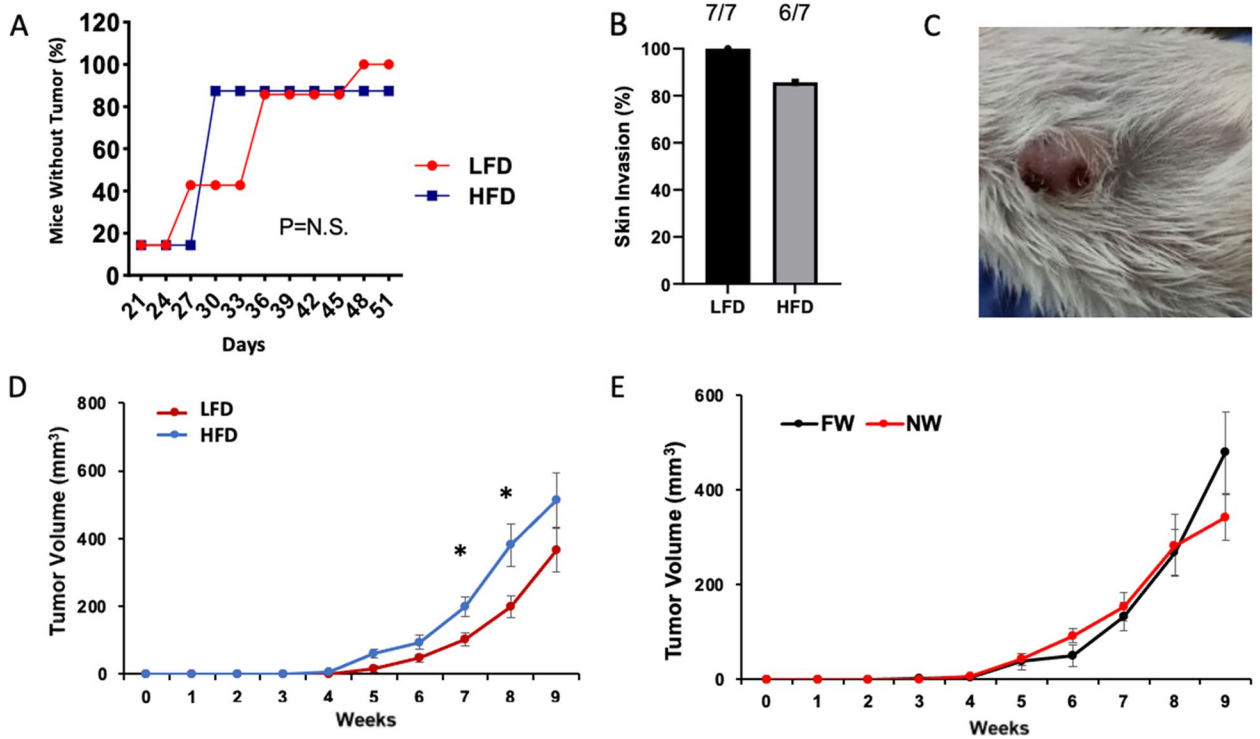 A
Mice Without Tumor (%)
120
100
80
60
40
20
0
21
24
27
30
33
36
39
42
45
48
51
Days
P=N.S.
LFD
HFD
B
7/7
6/7
Skin Invasion (%)
100
80
60
40
20
0
LFD
HFD
C
D
Tumor Volume (mm³)
800
600
400
200
0
LFD
HFD
*
*
0 1 2 3 4 5 6 7 8 9
Weeks
E
Tumor Volume (mm³)
600
400
200
0
FW
NW
0 1 2 3 4 5 6 7 8 9
Weeks